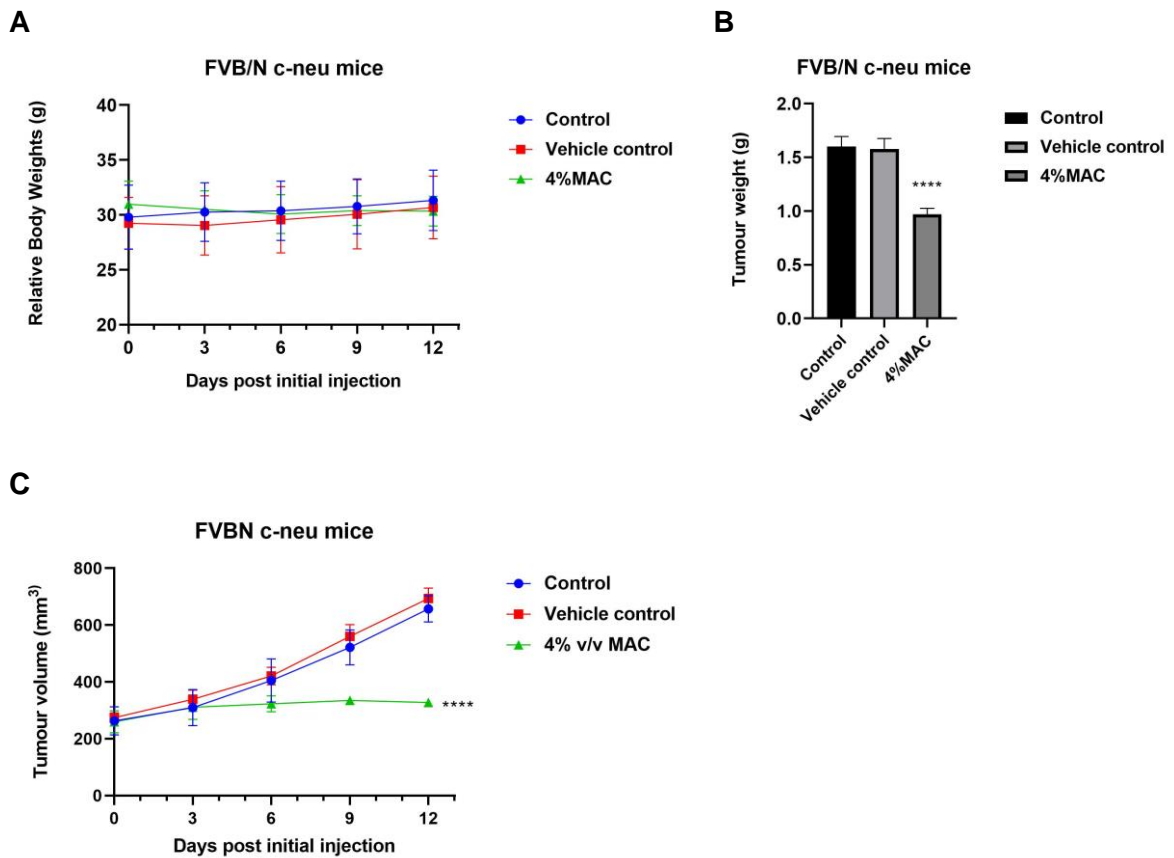 A
FVB/N c-neu mice
Relative Body Weights (g)
40
35
30
25
20
0 3 6 9 12
Days post initial injection
Control
Vehicle control
4%MAC
B
FVB/N c-neu mice
Tumour weight (g)
2.0
1.5
1.0
0.5
0.0
****
Control
Vehicle control
4%MAC
Control
Vehicle control
4%MAC
C
FVBN c-neu mice
Tumour volume (mm³)
800
600
400
200
0
0 3 6 9 12
Days post initial injection
****
Control
Vehicle control
4% v/v MAC